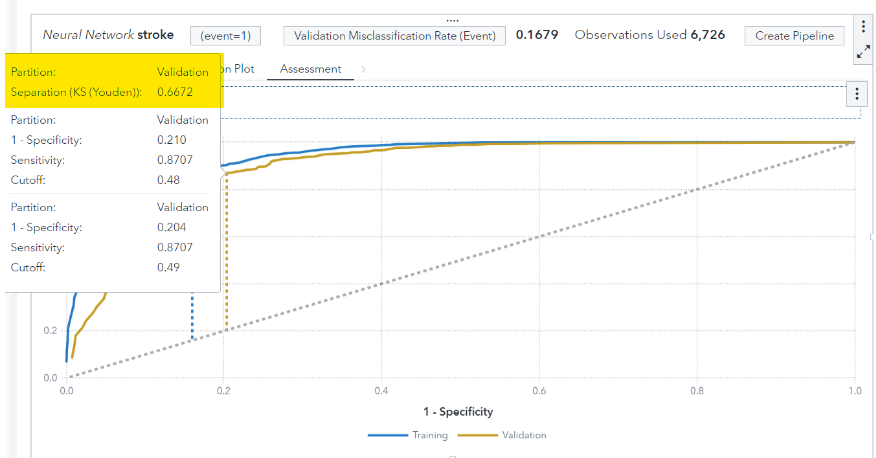 Neural Network stroke (event=1) Validation Misclassification Rate (Event) 0.1679 Observations Used 6,726 Create Pipeline
on Plot Assessment
Partition: Validation
Separation (KS (Youden)): 0.6672
Partition: Validation
1 - Specificity: 0.210
Sensitivity: 0.8707
Cutoff: 0.48
Partition: Validation
1 - Specificity: 0.204
Sensitivity: 0.8707
Cutoff: 0.49
0.2
0.0
0.0 0.2 0.4 0.6 0.8 1.0
1 - Specificity
Training Validation